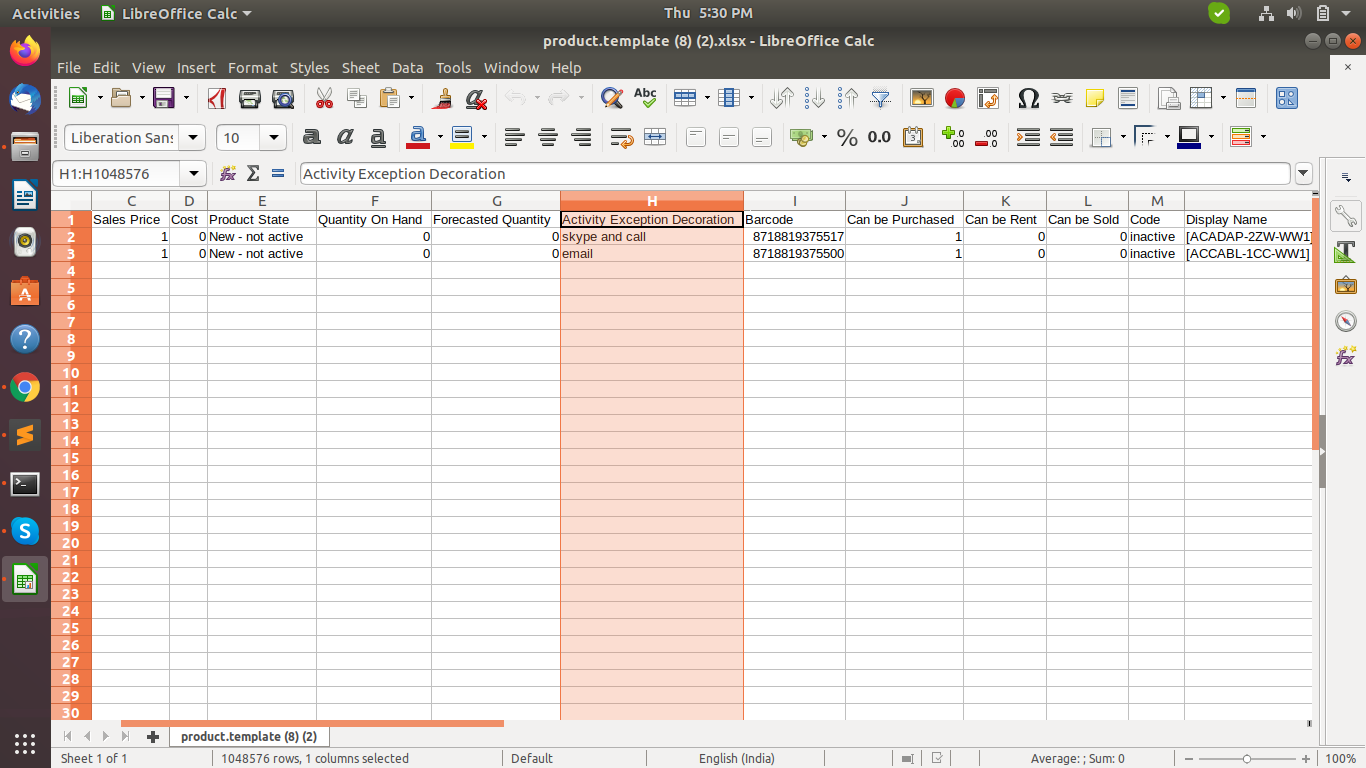 Activities LibreOffice Calc Thu 5:30 PM
product.template (8) (2).xlsx - LibreOffice Calc
File Edit View Insert Format Styles Sheet Data Tools Window Help
Abc
Liberation Sans 10
a a a a % 0.0
H1:H1048576 Activity Exception Decoration
C D E F G H I J K L M
1 Sales Price Cost Product State Quantity On Hand Forecasted Quantity Activity Exception Decoration Barcode Can be Purchased Can be Rent Can be Sold Code Display Name
2 1 0 New - not active 0 0 skype and call 8718819375517 1 0 0 inactive [ACADAP-2ZW-WW1]
3 1 0 New - not active 0 0 email 8718819375500 1 0 0 inactive [ACCABL-1CC-WW1]
4
5
6
7
8
9
10
11
12
13
14
15
16
17
18
19
20
21
22
23
24
25
26
27
28
29
30
product.template (8) (2)
Sheet 1 of 1 1048576 rows, 1 columns selected Default English (India) Average: ; Sum: 0 100%